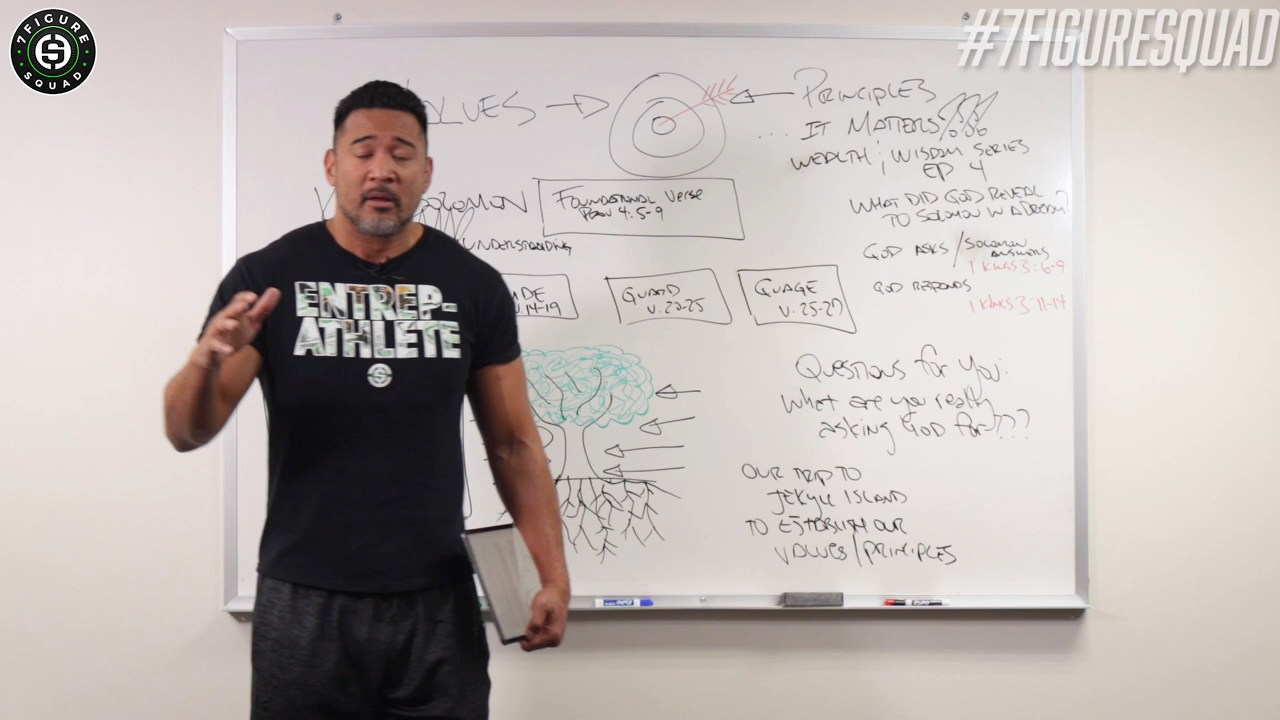 7 FIGURE
SQUAD
#7FIGURESQUAD
PRINCIPLES
... IT MATTERS
WEALTH & WISDOM SERIES
EP 4
SOLOMON
FOUNDATIONAL VERSE
PROV 4:5-9
UNDERSTANDING
WHAT DID GOD REVEAL
TO SOLOMON IN A DREAM?
GOD ASKS / SOLOMON
ANSWERS
1 KINGS 3:6-9
GOD RESPONDS
1 KINGS 3:11-14
V.14-19
GUARD
V.20-25
GUAGE
V.25-27
ENTREP-
ATHLETE
QUESTIONS FOR YOU:
WHAT ARE YOU REALLY
ASKING GOD FOR???
OUR TRIP TO
JEKYLL ISLAND
TO ESTABLISH OUR
VALUES/PRINCIPLES